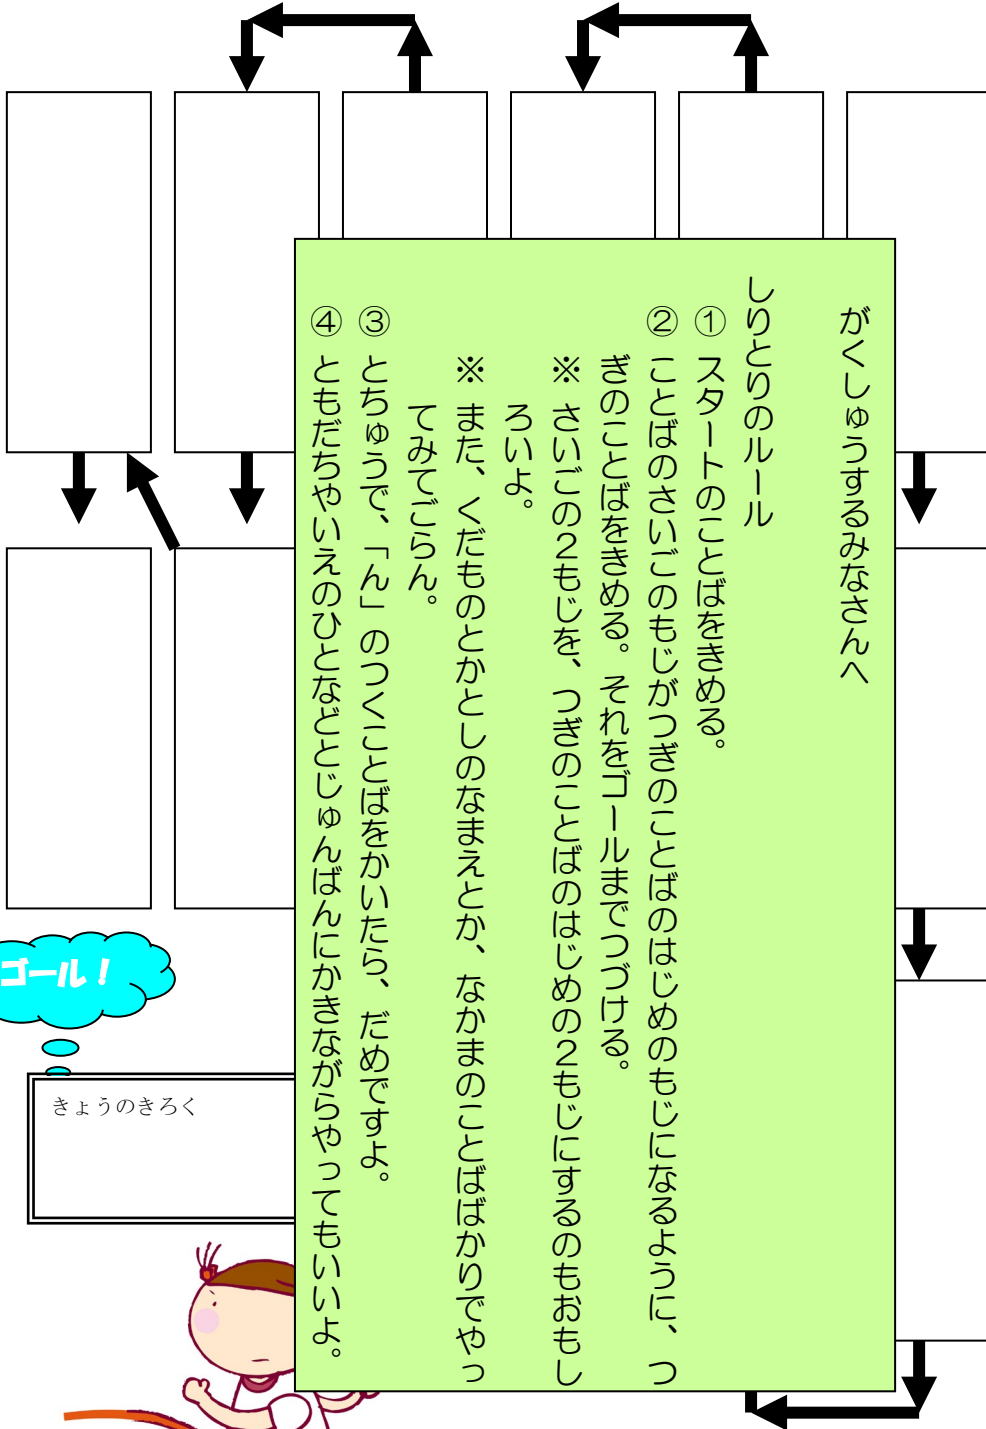 がくしゅうするみなさんへ
しりとりのルール
① スタートのことばをきめる。
② ことばのさいごのもじがつぎのことばのはじめのもじになるように、つ
ぎのことばをきめる。それをゴールまでつづける。
※ さいごの2もじを、つぎのことばのはじめの2もじにするのもおもし
ろいよ。
※ また、くだものとかとしのなまえとか、なかまのことばばかりでやっ
てみてごらん。
③ とちゅうで、「ん」のつくことばをかいたら、だめですよ。
④ ともだちやいえのひとなどとじゅんばんにかきながらやってもいいよ。
ゴール！
きょうのきろく